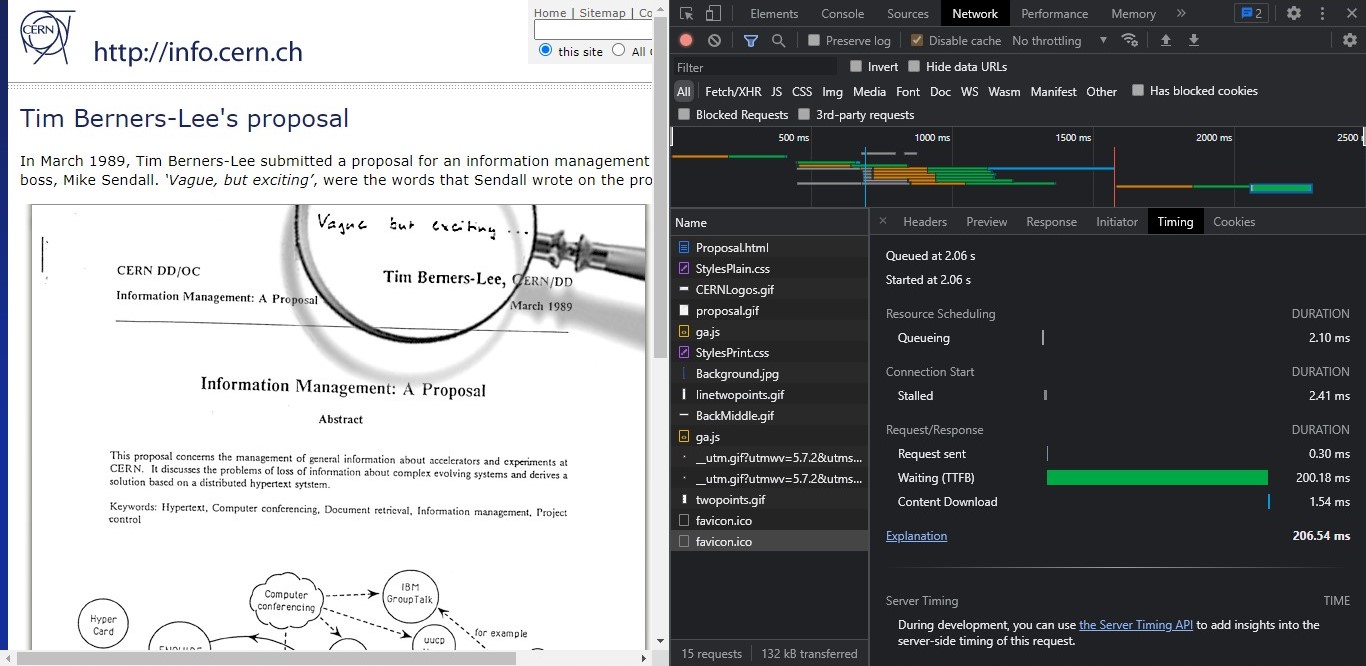 CERN
http://info.cern.ch
Home | Sitemap | Co
this site All
Tim Berners-Lee's proposal
In March 1989, Tim Berners-Lee submitted a proposal for an information management
boss, Mike Sendall. 'Vague, but exciting', were the words that Sendall wrote on the pro
Vague but exciting ...
CERN DD/OC
Tim Berners-Lee, CERN/DD
Information Management: A Proposal
March 1989
Information Management: A Proposal
Abstract
This proposal concerns the management of general information about accelerators and experiments at
CERN. It discusses the problems of loss of information about complex evolving systems and derives a
solution based on a distributed hypertext sytstem.
Keywords: Hypertext, Computer conferencing, Document retrieval, Information management, Project
control
Computer
conferencing
IBM
GroupTalk
Hyper
Card
uucp
for example
Elements Console Sources Network Performance Memory 2
Preserve log Disable cache No throttling
Filter Invert Hide data URLs
All Fetch/XHR JS CSS Img Media Font Doc WS Wasm Manifest Other Has blocked cookies
Blocked Requests 3rd-party requests
500 ms 1000 ms 1500 ms 2000 ms 2500
Name
Proposal.html
StylesPlain.css
CERNLogos.gif
proposal.gif
ga.js
StylesPrint.css
Background.jpg
linetwopoints.gif
BackMiddle.gif
ga.js
__utm.gif?utmwv=5.7.2&utms...
__utm.gif?utmwv=5.7.2&utms...
twopoints.gif
favicon.ico
favicon.ico
15 requests 132 kB transferred
Headers Preview Response Initiator Timing Cookies
Queued at 2.06 s
Started at 2.06 s
Resource Scheduling DURATION
Queueing 2.10 ms
Connection Start DURATION
Stalled 2.41 ms
Request/Response DURATION
Request sent 0.30 ms
Waiting (TTFB) 200.18 ms
Content Download 1.54 ms
Explanation 206.54 ms
Server Timing TIME
During development, you can use the Server Timing API to add insights into the
server-side timing of this request.